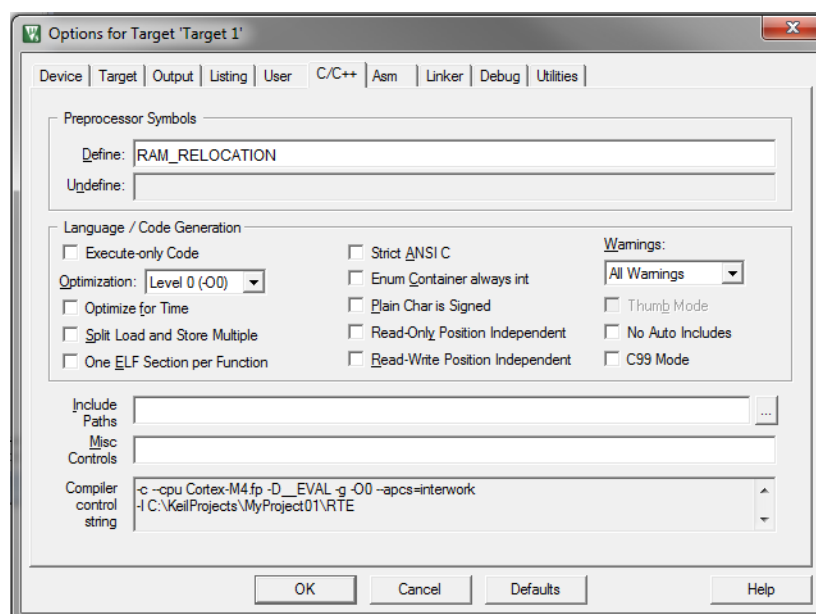 Options for Target 'Target 1'
Device Target Output Listing User C/C++ Asm Linker Debug Utilities
Preprocessor Symbols
Define: RAM_RELOCATION
Undefine:
Language / Code Generation
Execute-only Code
Strict ANSI C
Warnings:
Optimization: Level 0 (-O0)
Enum Container always int
All Warnings
Optimize for Time
Plain Char is Signed
Thumb Mode
Split Load and Store Multiple
Read-Only Position Independent
No Auto Includes
One ELF Section per Function
Read-Write Position Independent
C99 Mode
Include
Paths
...
Misc
Controls
Compiler
control
string
-c --cpu Cortex-M4.fp -D__EVAL -g -O0 --apcs=interwork
-I C:\KeilProjects\MyProject01\RTE
OK Cancel Defaults Help